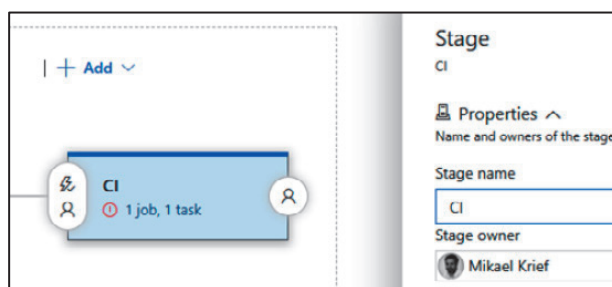 + Add
CI
1 job, 1 task
Stage
CI
Properties
Name and owners of the stage
Stage name
CI
Stage owner
Mikael Krief